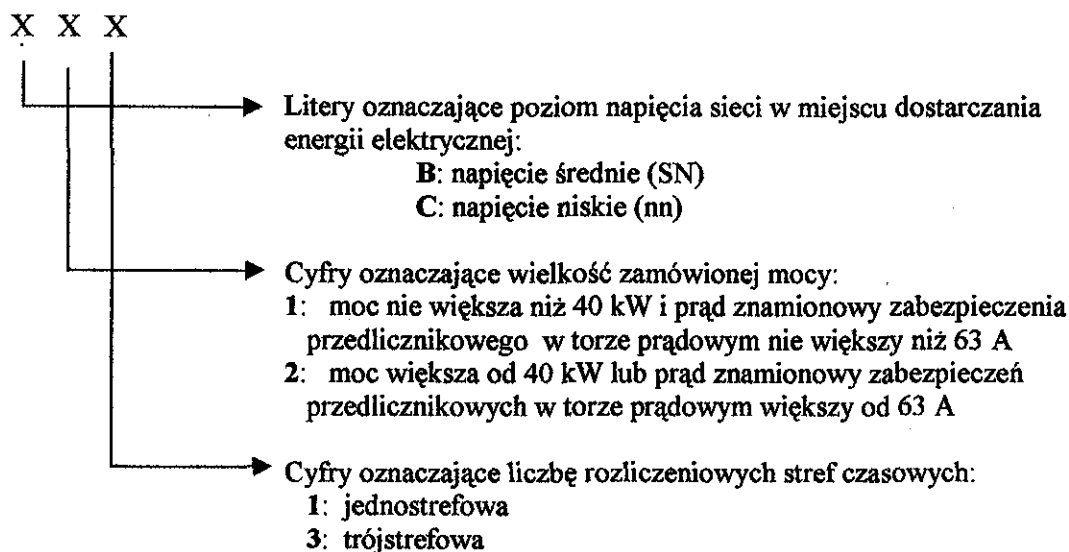 X X X
Litery oznaczające poziom napięcia sieci w miejscu dostarczania
energii elektrycznej:
B: napięcie średnie (SN)
C: napięcie niskie (nn)
Cyfry oznaczające wielkość zamówionej mocy:
1: moc nie większa niż 40 kW i prąd znamionowy zabezpieczenia
przedlicznikowego w torze prądowym nie większy niż 63 A
2: moc większa od 40 kW lub prąd znamionowy zabezpieczeń
przedlicznikowych w torze prądowym większy od 63 A
Cyfry oznaczające liczbę rozliczeniowych stref czasowych:
1: jednostrefowa
3: trójstrefowa